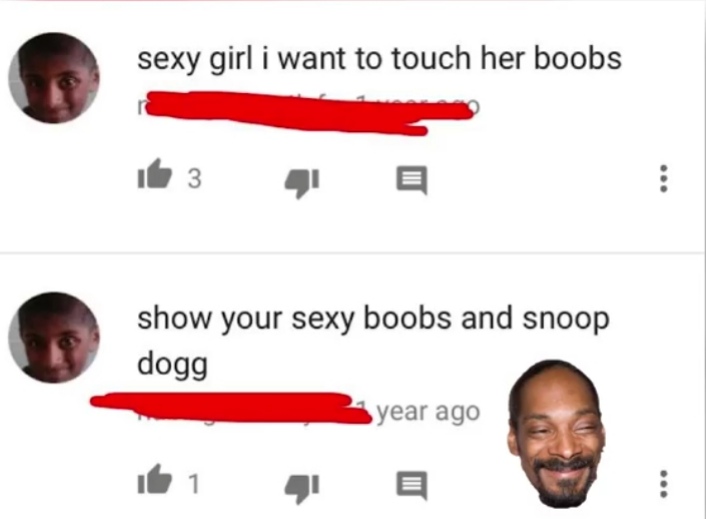 sexy girl i want to touch her boobs
3
show your sexy boobs and snoop
dogg
year ago
1